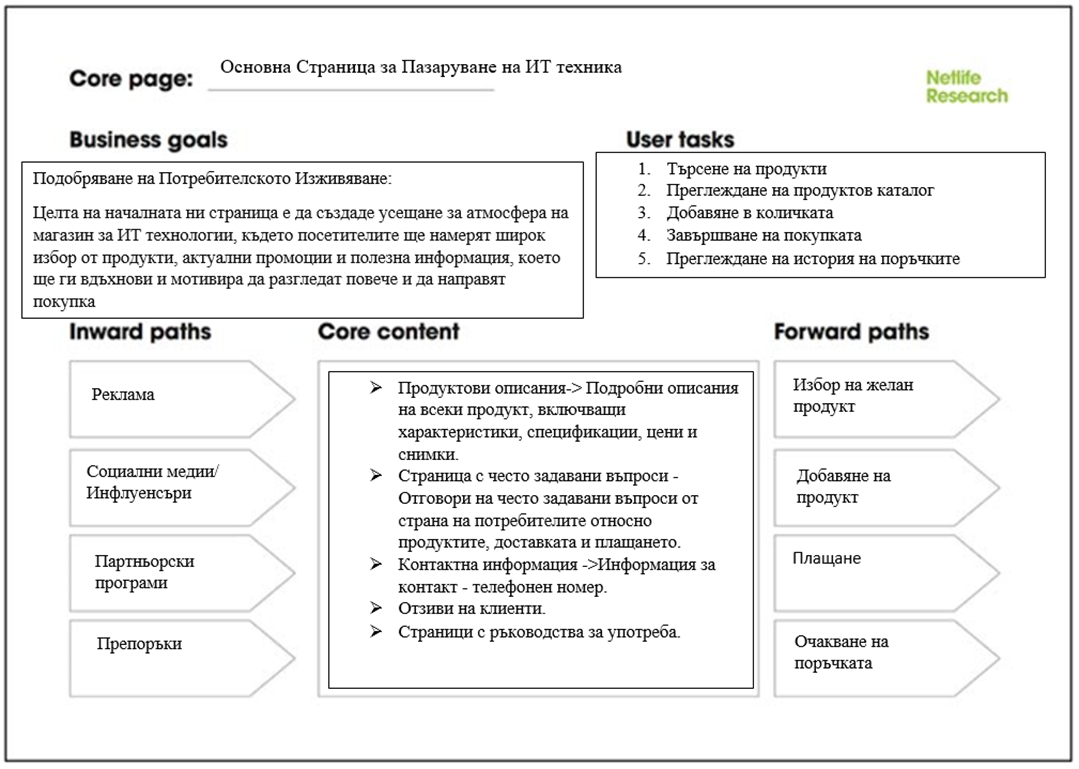 Core page: Основна Страница за Пазаруване на ИТ техника
Netlife
Research
Business goals
Подобряване на Потребителското Изживяване:
Целта на началната ни страница е да създаде усещане за атмосфера на
магазин за ИТ технологии, където посетителите ще намерят широк
избор от продукти, актуални промоции и полезна информация, което
ще ги вдъхнови и мотивира да разгледат повече и да направят
покупка
User tasks
1. Търсене на продукти
2. Преглеждане на продуктов каталог
3. Добавяне в количката
4. Завършване на покупката
5. Преглеждане на история на поръчките
Inward paths
Реклама
Социални медии/
Инфлуенсъри
Партньорски
програми
Препоръки
Core content
➢ Продуктови описания-> Подробни описания
на всеки продукт, включващи
характеристики, спецификации, цени и
снимки.
➢ Страница с често задавани въпроси -
Отговори на често задавани въпроси от
страна на потребителите относно
продуктите, доставката и плащането.
➢ Контактна информация ->Информация за
контакт - телефонен номер.
➢ Отзиви на клиенти.
➢ Страници с ръководства за употреба.
Forward paths
Избор на желан
продукт
Добавяне на
продукт
Плащане
Очакване на
поръчката